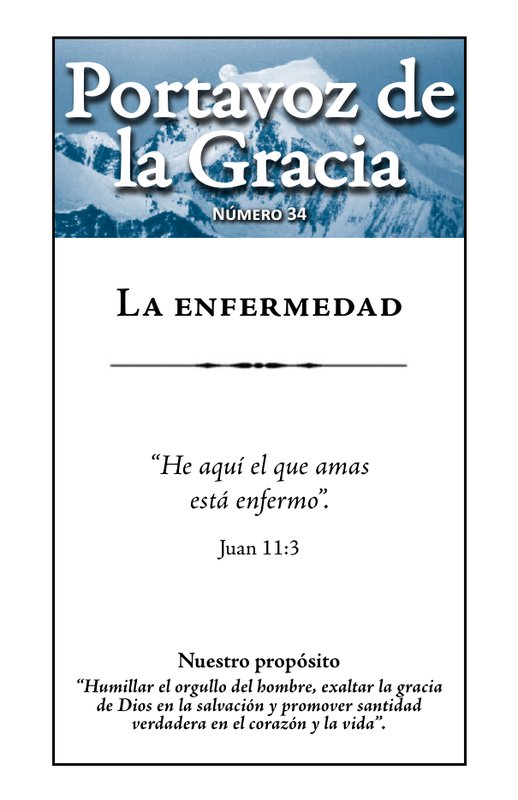 Portavoz de
la Gracia
NÚMERO 34
LA ENFERMEDAD
“He aquí el que amas
está enfermo”.
Juan 11:3
Nuestro propósito
“Humillar el orgullo del hombre, exaltar la gracia
de Dios en la salvación y promover santidad
verdadera en el corazón y la vida”.